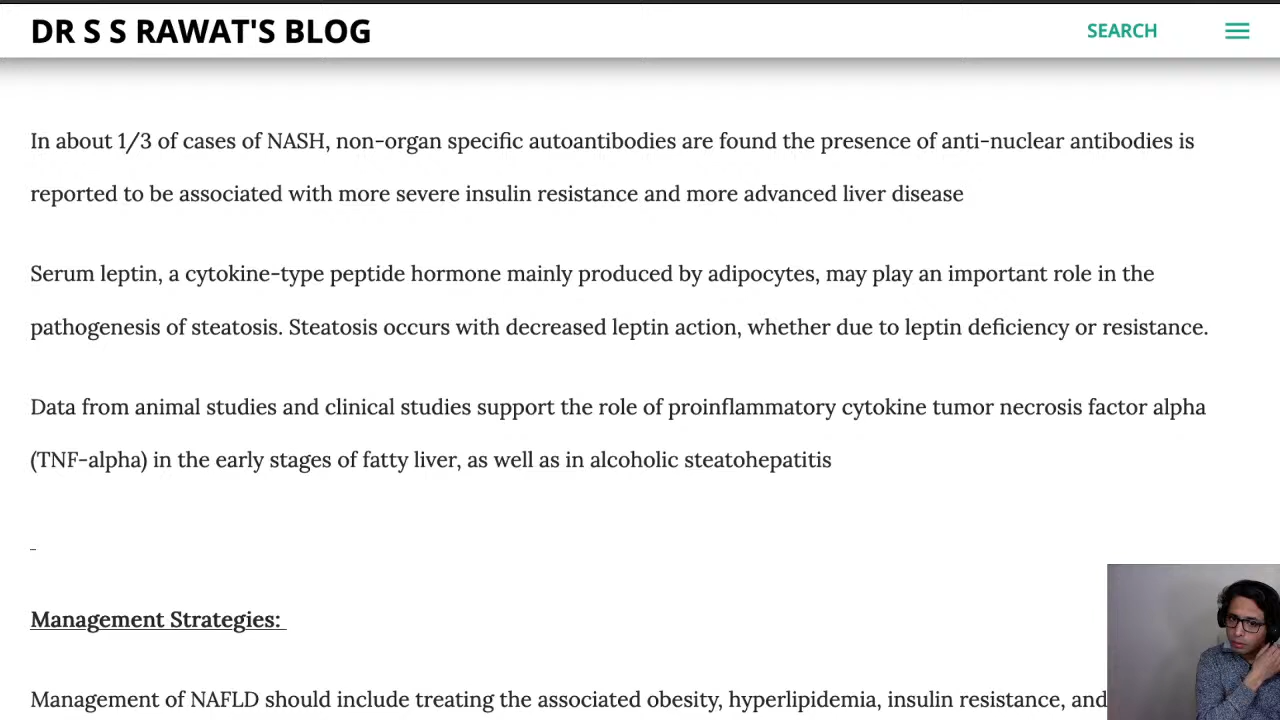 DR S S RAWAT'S BLOG
SEARCH
In about 1/3 of cases of NASH, non-organ specific autoantibodies are found the presence of anti-nuclear antibodies is
reported to be associated with more severe insulin resistance and more advanced liver disease
Serum leptin, a cytokine-type peptide hormone mainly produced by adipocytes, may play an important role in the
pathogenesis of steatosis. Steatosis occurs with decreased leptin action, whether due to leptin deficiency or resistance.
Data from animal studies and clinical studies support the role of proinflammatory cytokine tumor necrosis factor alpha
(TNF-alpha) in the early stages of fatty liver, as well as in alcoholic steatohepatitis
Management Strategies:
Management of NAFLD should include treating the associated obesity, hyperlipidemia, insulin resistance, and